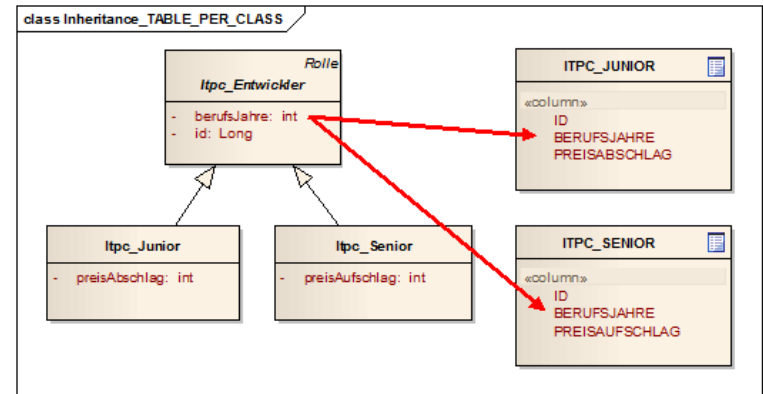 class Inheritance_TABLE_PER_CLASS
Rolle
Itpc_Entwickler
- berufsJahre: int
- id: Long
Itpc_Junior
- preisAbschlag: int
Itpc_Senior
- preisAufschlag: int
ITPC_JUNIOR
«column»
ID
BERUFSJAHRE
PREISABSCHLAG
ITPC_SENIOR
«column»
ID
BERUFSJAHRE
PREISAUFSCHLAG